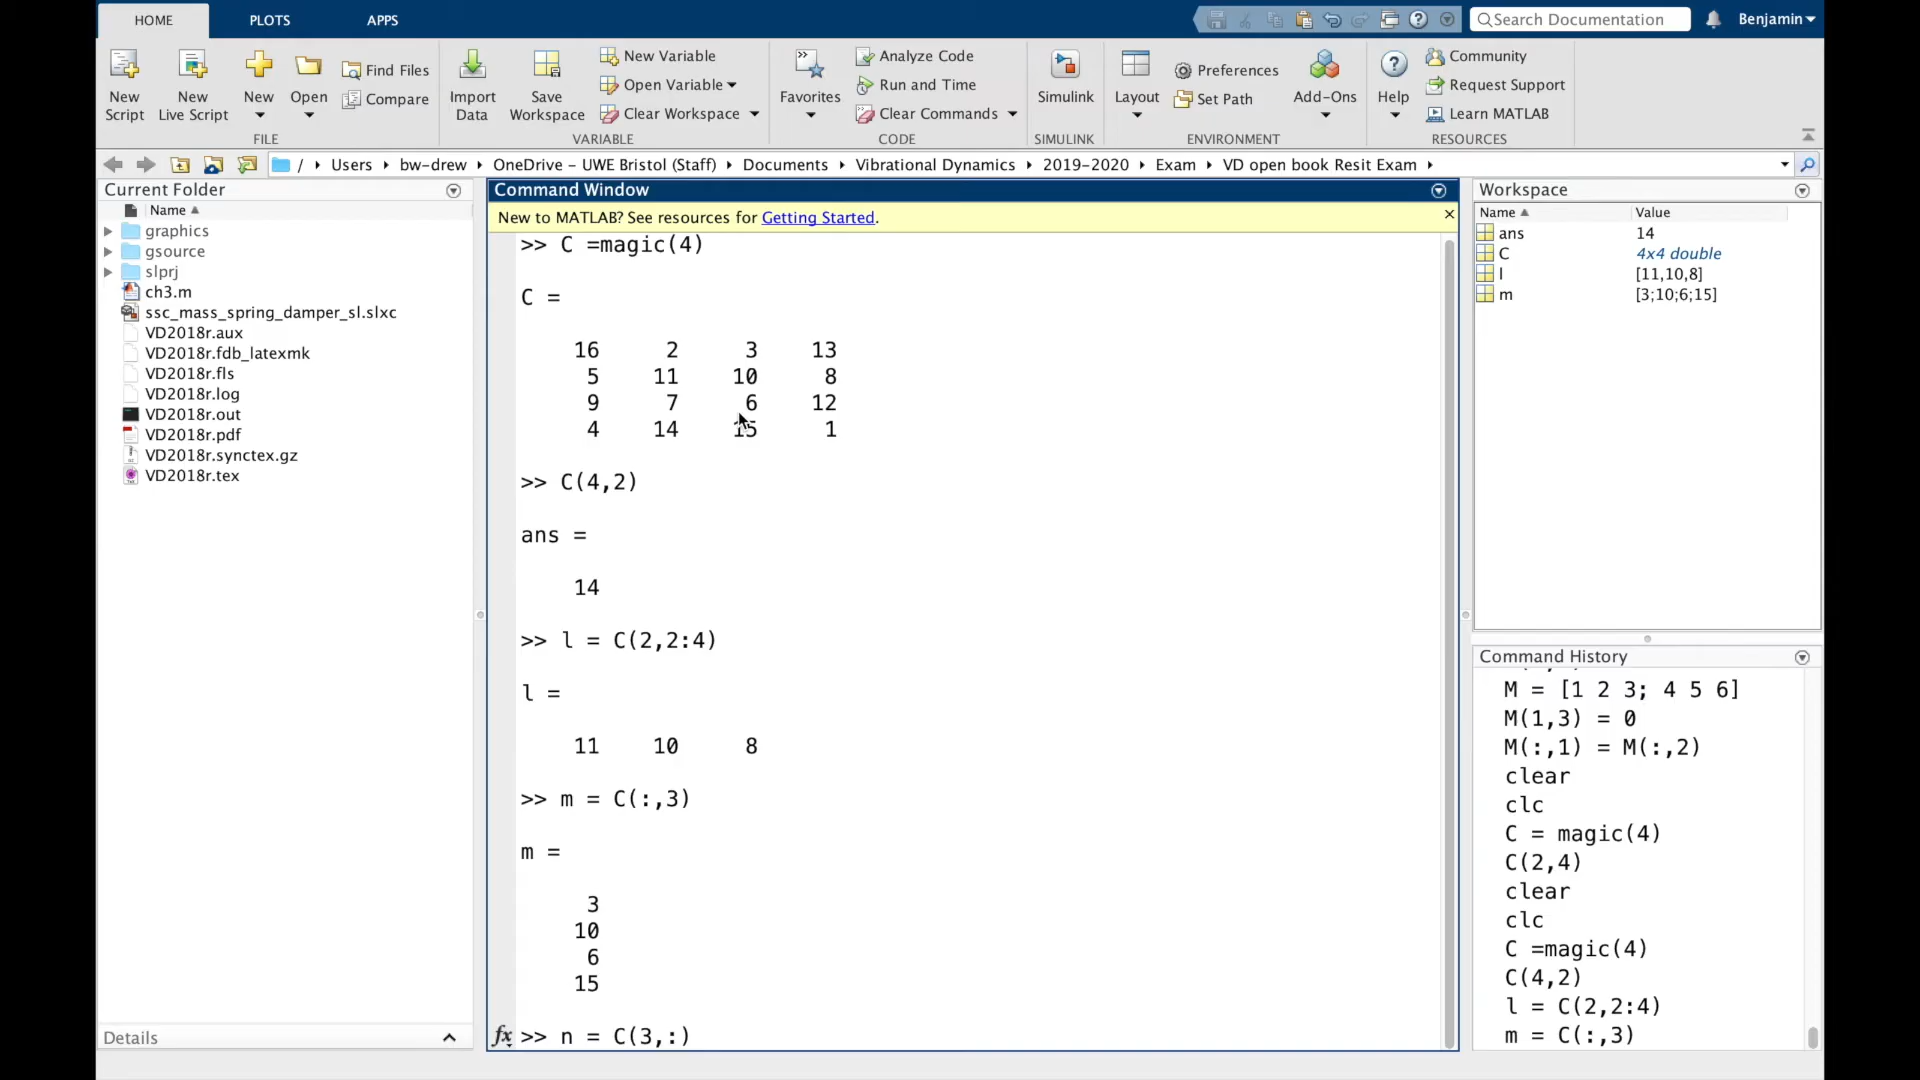 HOME PLOTS APPS
Search Documentation
Benjamin
New Script
New Live Script
New
Open
Find Files
Compare
FILE
Import Data
Save Workspace
New Variable
Open Variable
Clear Workspace
VARIABLE
Favorites
Analyze Code
Run and Time
Clear Commands
CODE
Simulink
SIMULINK
Layout
Preferences
Set Path
Add-Ons
ENVIRONMENT
Help
Community
Request Support
Learn MATLAB
RESOURCES
/ Users bw-drew OneDrive - UWE Bristol (Staff) Documents Vibrational Dynamics 2019-2020 Exam VD open book Resit Exam
Current Folder
Name
graphics
gsource
slprj
ch3.m
ssc_mass_spring_damper_sl.slxc
VD2018r.aux
VD2018r.fdb_latexmk
VD2018r.fls
VD2018r.log
VD2018r.out
VD2018r.pdf
VD2018r.synctex.gz
VD2018r.tex
Details
Command Window
New to MATLAB? See resources for Getting Started.
>> C =magic(4)
C =
16 2 3 13
5 11 10 8
9 7 6 12
4 14 15 1
>> C(4,2)
ans =
14
>> l = C(2,2:4)
l =
11 10 8
>> m = C(:,3)
m =
3
10
6
15
fx >> n = C(3,:)
Workspace
Name Value
ans 14
C 4x4 double
l [11,10,8]
m [3;10;6;15]
Command History
M = [1 2 3; 4 5 6]
M(1,3) = 0
M(:,1) = M(:,2)
clear
clc
C = magic(4)
C(2,4)
clear
clc
C =magic(4)
C(4,2)
l = C(2,2:4)
m = C(:,3)